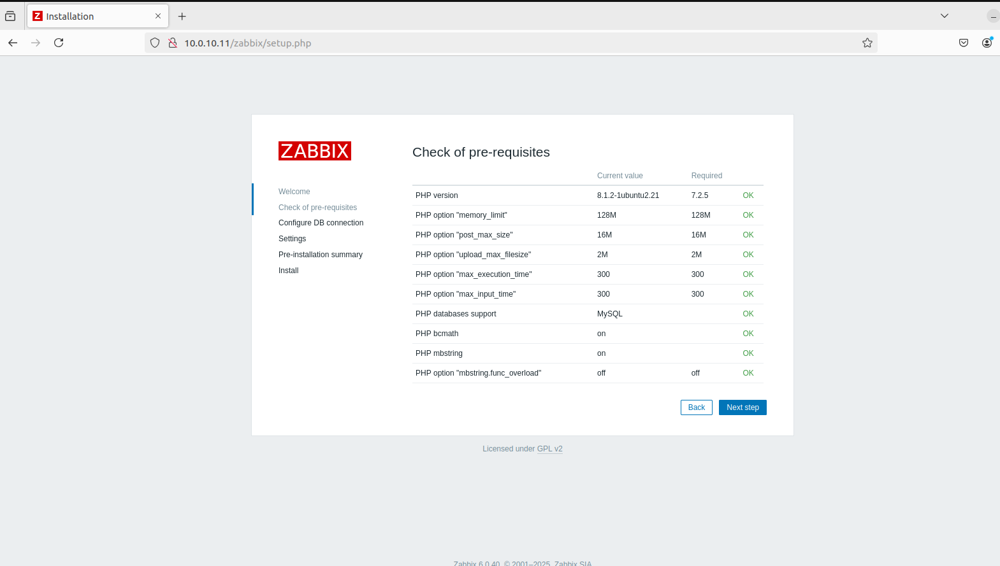 Z Installation
10.0.10.11/zabbix/setup.php
ZABBIX
Welcome
Check of pre-requisites
Configure DB connection
Settings
Pre-installation summary
Install
Check of pre-requisites
Current value Required
PHP version 8.1.2-1ubuntu2.21 7.2.5 OK
PHP option "memory_limit" 128M 128M OK
PHP option "post_max_size" 16M 16M OK
PHP option "upload_max_filesize" 2M 2M OK
PHP option "max_execution_time" 300 300 OK
PHP option "max_input_time" 300 300 OK
PHP databases support MySQL OK
PHP bcmath on OK
PHP mbstring on OK
PHP option "mbstring.func_overload" off off OK
Back Next step
Licensed under GPL v2
Zabbix 6.0.40. © 2001–2025, Zabbix SIA